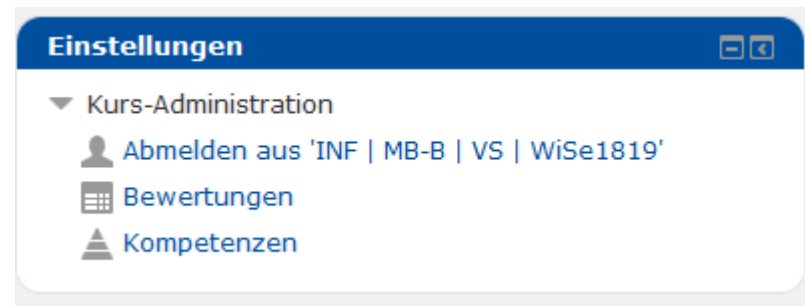 Einstellungen
Kurs-Administration
Abmelden aus 'INF | MB-B | VS | WiSe1819'
Bewertungen
Kompetenzen